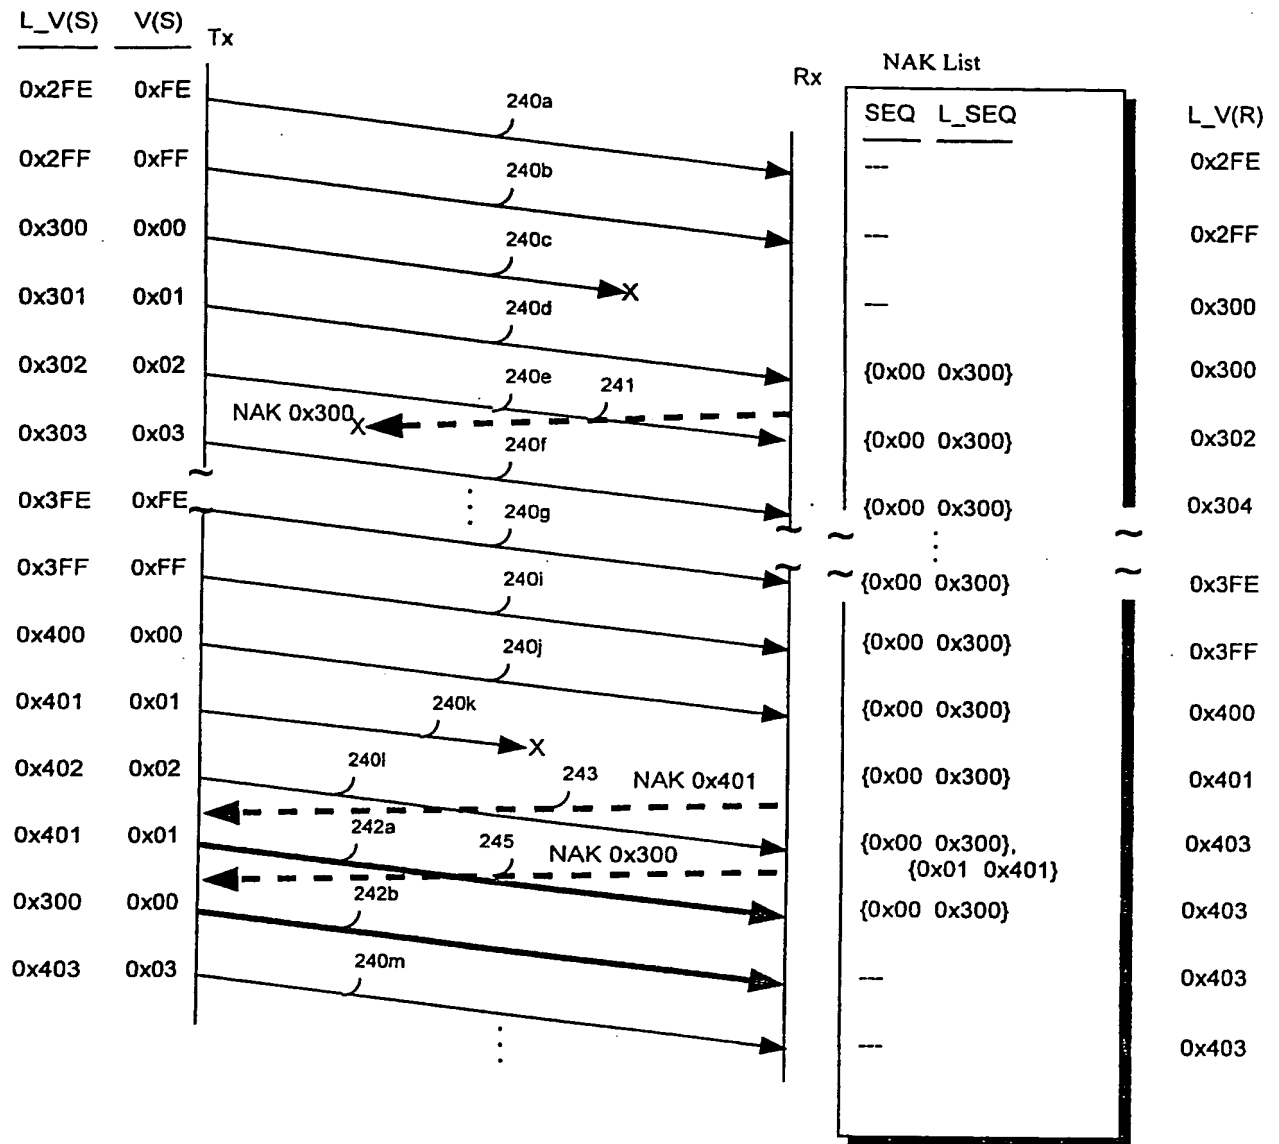 L_V(S) V(S) Tx
Rx NAK List
SEQ L_SEQ L_V(R)
0x2FE 0xFE 240a
--- 0x2FE
0x2FF 0xFF 240b
--- 0x2FF
0x300 0x00 240c
X
--- 0x300
0x301 0x01 240d
{0x00 0x300} 0x300
0x302 0x02 240e 241
NAK 0x300 X
{0x00 0x300} 0x302
0x303 0x03 240f
{0x00 0x300} 0x304
0x3FE 0xFE 240g
{0x00 0x300} 0x3FE
0x3FF 0xFF 240i
{0x00 0x300} 0x3FF
0x400 0x00 240j
{0x00 0x300} 0x400
0x401 0x01 240k
X
{0x00 0x300} 0x401
0x402 0x02 240l 243 NAK 0x401
{0x00 0x300}, 0x403
{0x01 0x401}
0x401 0x01 242a 245 NAK 0x300
{0x00 0x300} 0x403
0x300 0x00 242b
--- 0x403
0x403 0x03 240m
--- 0x403